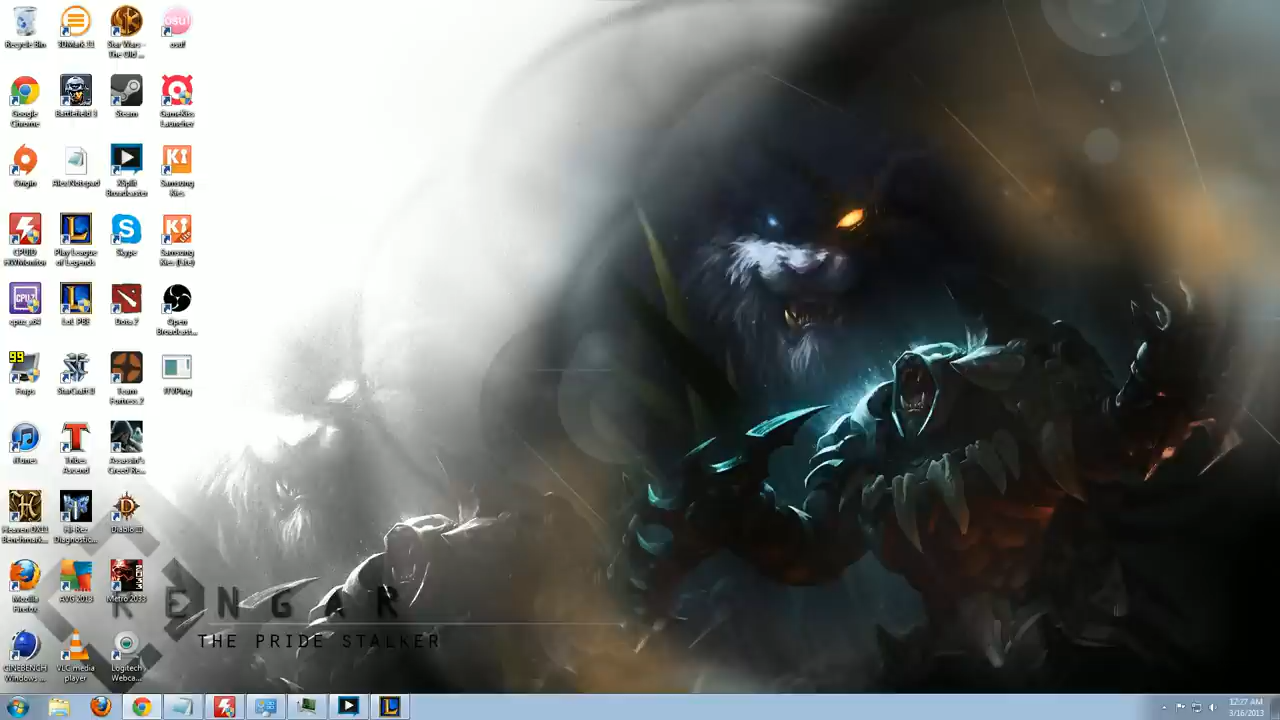 Recycle Bin
3DMark 11
Star Wars - The Old ...
osu!
Google Chrome
Battlefield 3
Steam
GameKiss Launcher
Origin
Alex Notepad
XSplit Broadcaster
Samsung Kies
CPUID HWMonitor
Play League of Legends
Skype
Samsung Kies (Lite)
cpuz_x64
LoL PBE
Dota 2
Open Broadcast...
99
Fraps
StarCraft II
Team Fortress 2
ITVPing
iTunes
Tribes Ascend
Assassin's Creed Re...
Heaven DX11 Benchmark...
Hi-Rez Diagnostic...
Diablo III
Mozilla Firefox
AVG 2013
Metro 2033
CINEBENCH Windows ...
VLC media player
Logitech Webca...
RENGAR
THE PRIDE STALKER
12:27 AM
3/16/2013